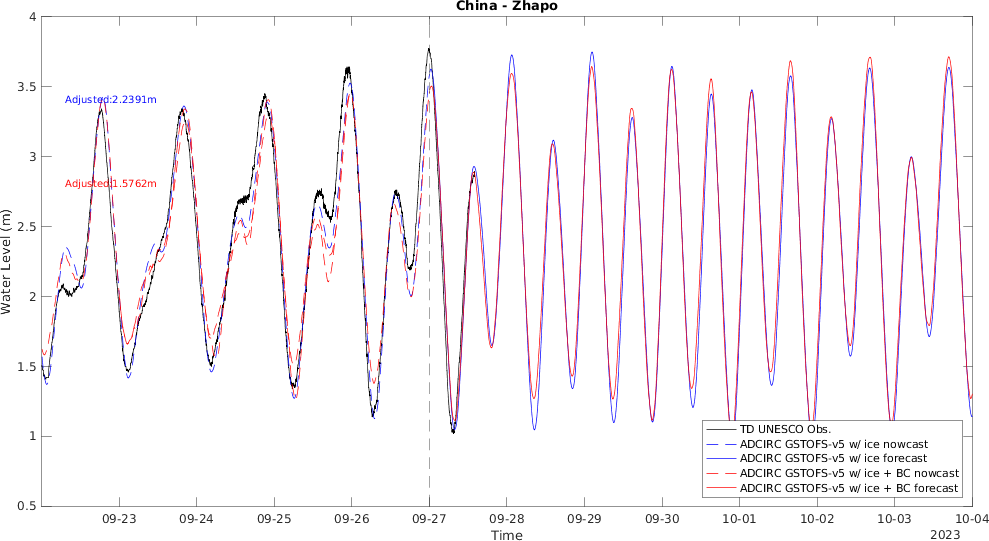 China - Zhapo
4
3.5
3
2.5
2
1.5
1
0.5
Water Level (m)
Adjusted:2.2391m
Adjusted:1.5762m
TD UNESCO Obs.
ADCIRC GSTOFS-v5 w/ ice nowcast
ADCIRC GSTOFS-v5 w/ ice forecast
ADCIRC GSTOFS-v5 w/ ice + BC nowcast
ADCIRC GSTOFS-v5 w/ ice + BC forecast
09-23 09-24 09-25 09-26 09-27 09-28 09-29 09-30 10-01 10-02 10-03 10-04
Time
2023